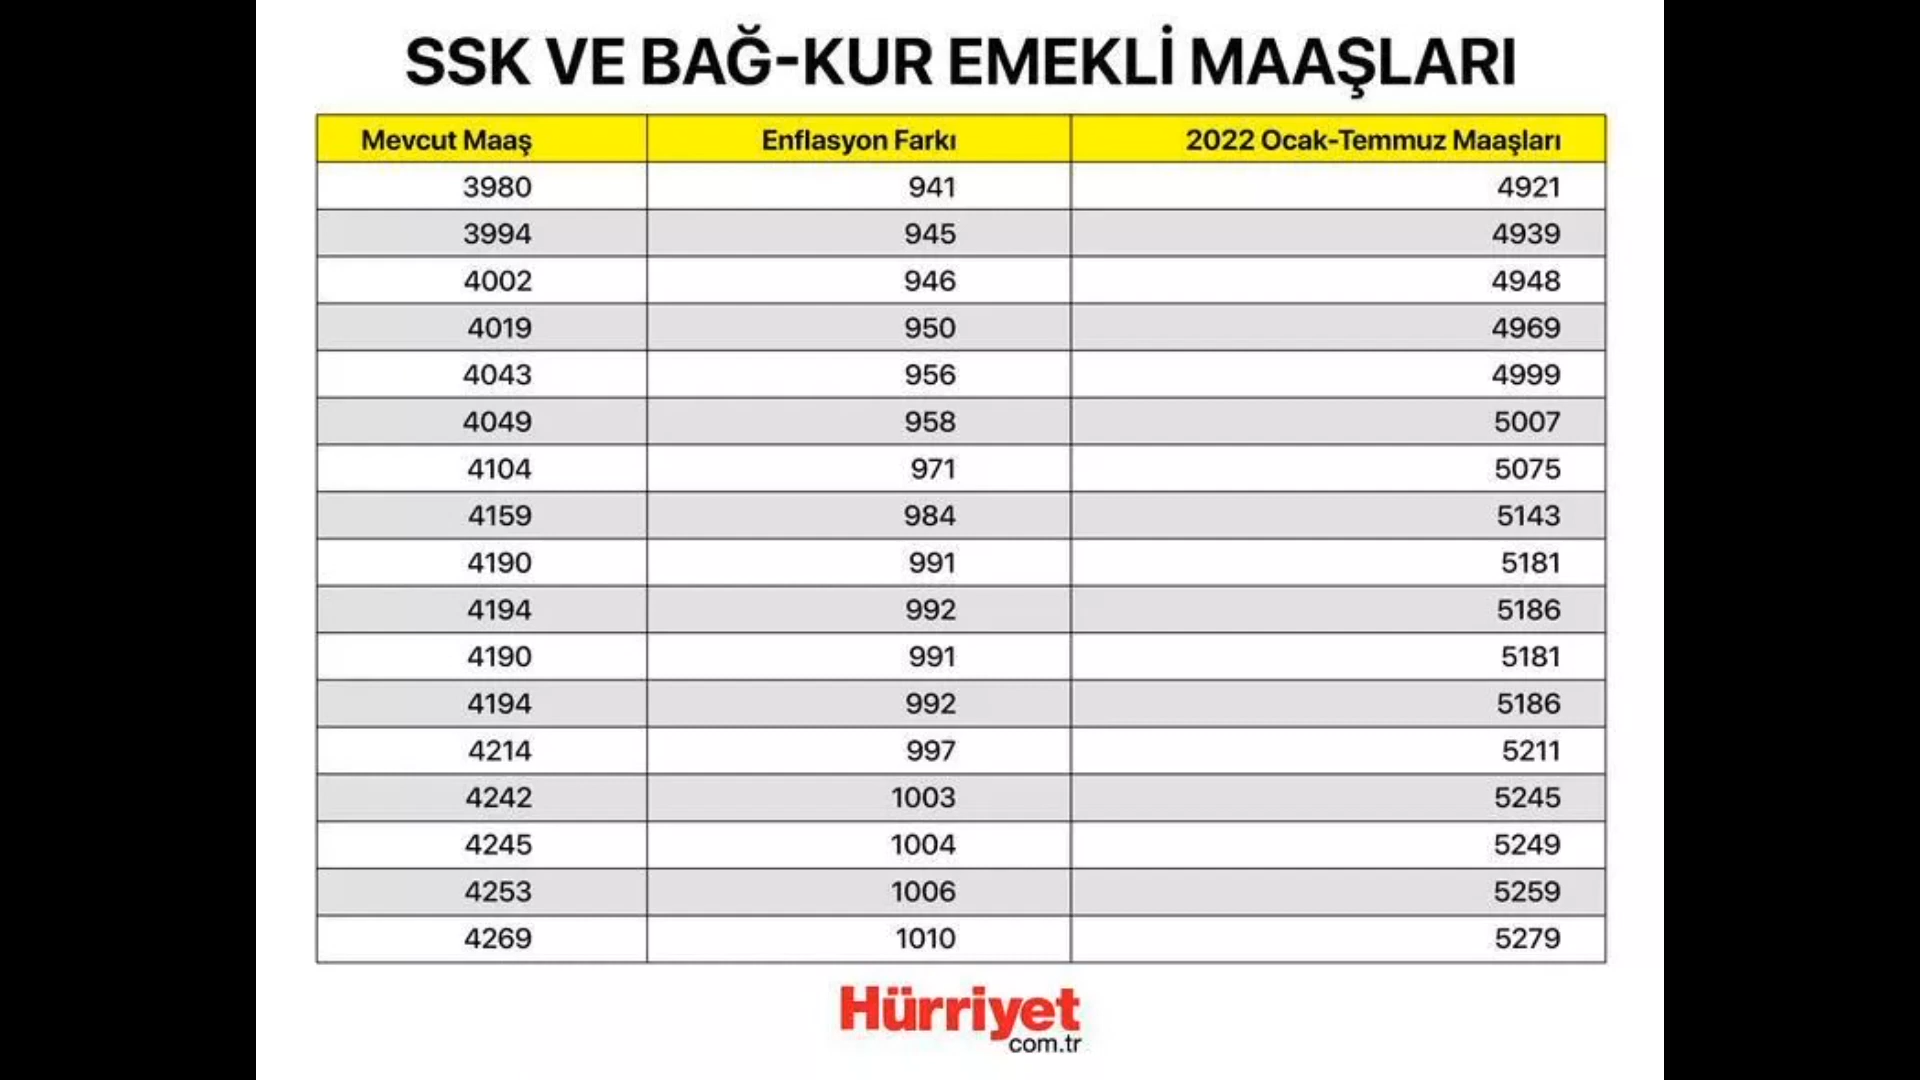 SSK VE BAĞ-KUR EMEKLİ MAAŞLARI
Mevcut Maaş Enflasyon Farkı 2022 Ocak-Temmuz Maaşları
3980 941 4921
3994 945 4939
4002 946 4948
4019 950 4969
4043 956 4999
4049 958 5007
4104 971 5075
4159 984 5143
4190 991 5181
4194 992 5186
4190 991 5181
4194 992 5186
4214 997 5211
4242 1003 5245
4245 1004 5249
4253 1006 5259
4269 1010 5279
Hürriyet
com.tr